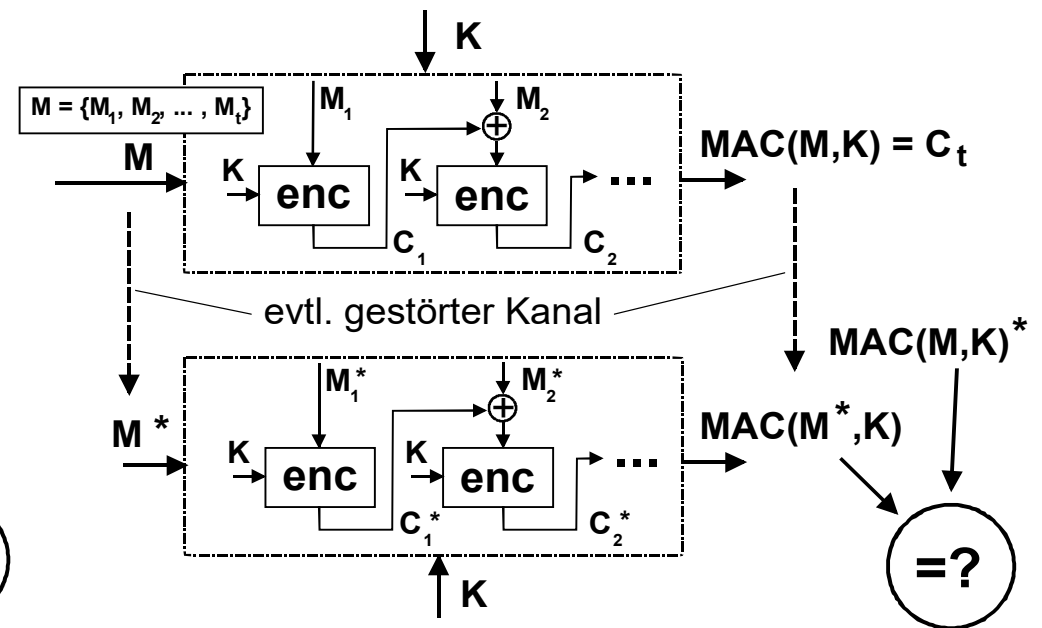 K
M = {M₁, M₂, ... , Mₜ}
M
M₁
M₂
+
K
enc
K
enc
...
C₁
C₂
MAC(M,K) = Cₜ
evtl. gestörter Kanal
MAC(M,K)*
M*
M₁*
M₂*
+
K
enc
K
enc
...
C₁*
C₂*
MAC(M*,K)
=?
K